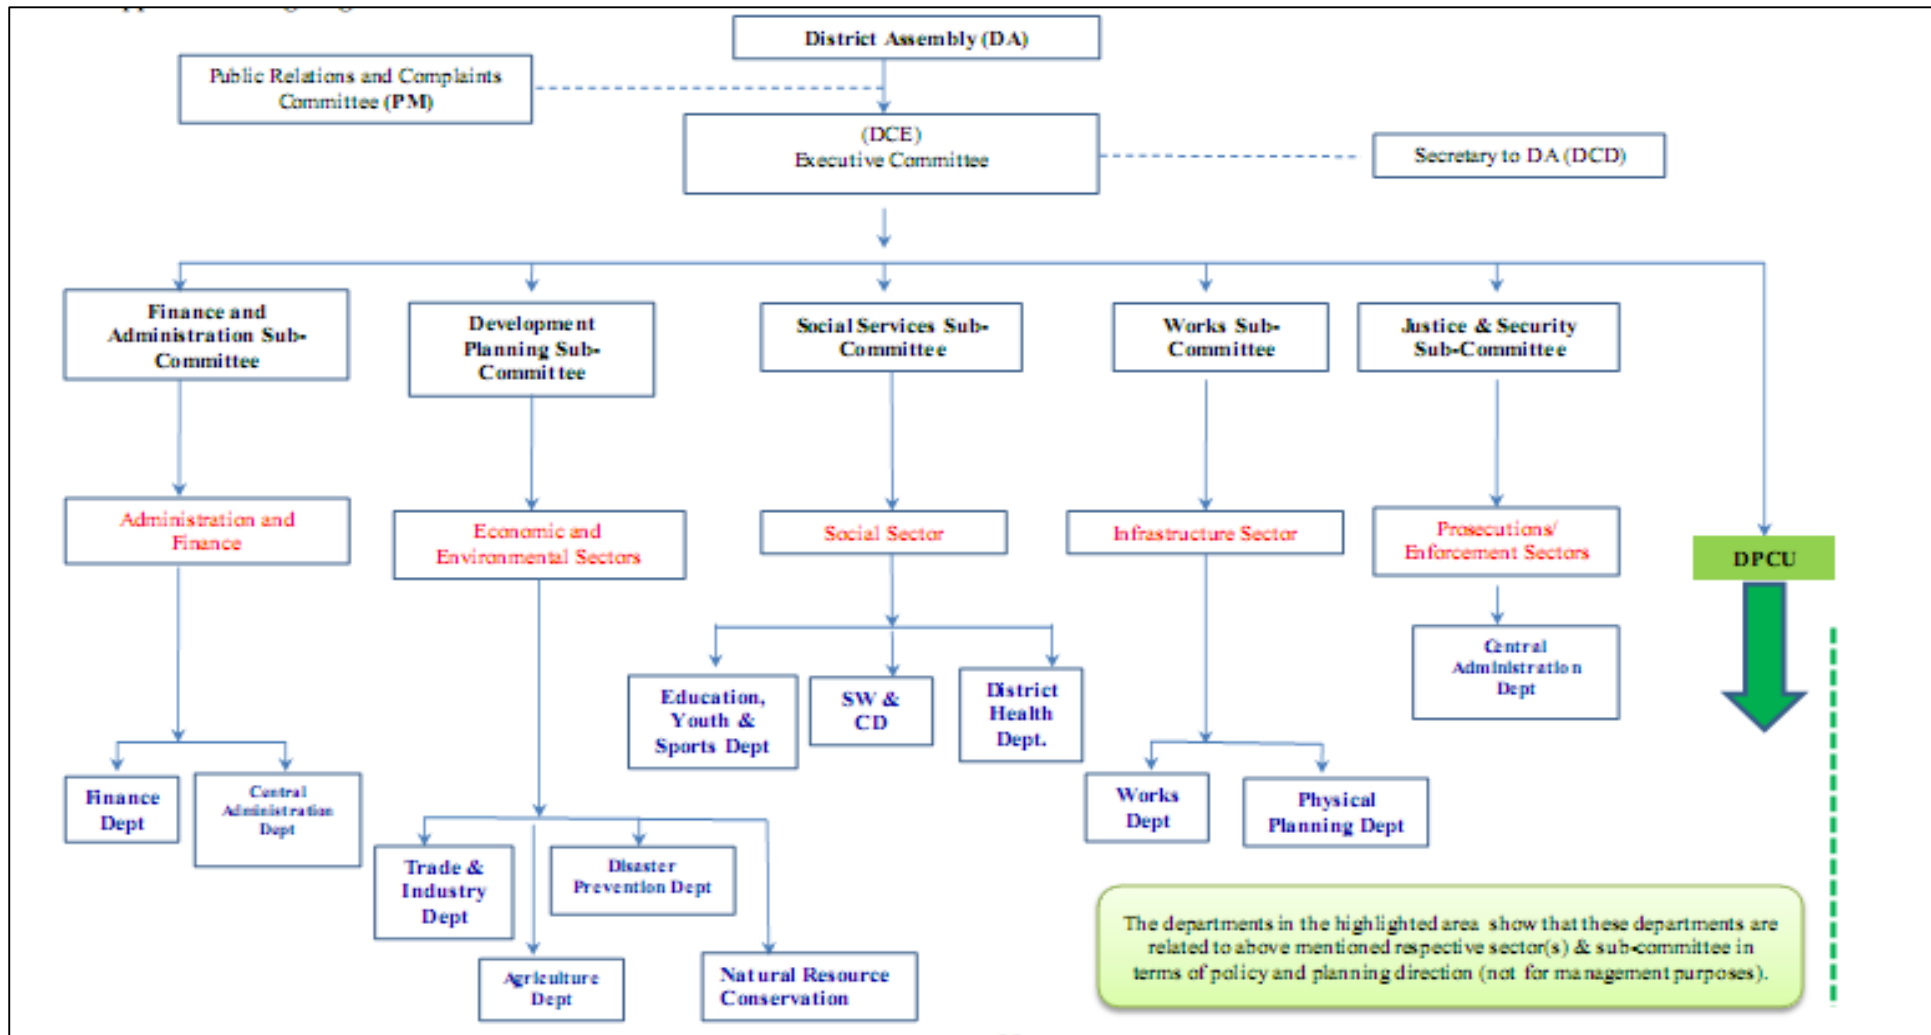 District Assembly (DA)
Public Relations and Complaints
Committee (PM)
(DCE)
Executive Committee
Secretary to DA (DCD)
Finance and
Administration Sub-
Committee
Development
Planning Sub-
Committee
Social Services Sub-
Committee
Works Sub-
Committee
Justice & Security
Sub-Committee
Administration and
Finance
Economic and
Environmental Sectors
Social Sector
Infrastructure Sector
Prosecutions/
Enforcement Sectors
DPCU
Education,
Youth &
Sports Dept
SW &
CD
District
Health
Dept.
Central
Administration
Dept
Finance
Dept
Central
Administration
Dept
Works
Dept
Physical
Planning Dept
Trade &
Industry
Dept
Disaster
Prevention Dept
Agriculture
Dept
Natural Resource
Conservation
The departments in the highlighted area show that these departments are
related to above mentioned respective sector(s) & sub-committee in
terms of policy and planning direction (not for management purposes).